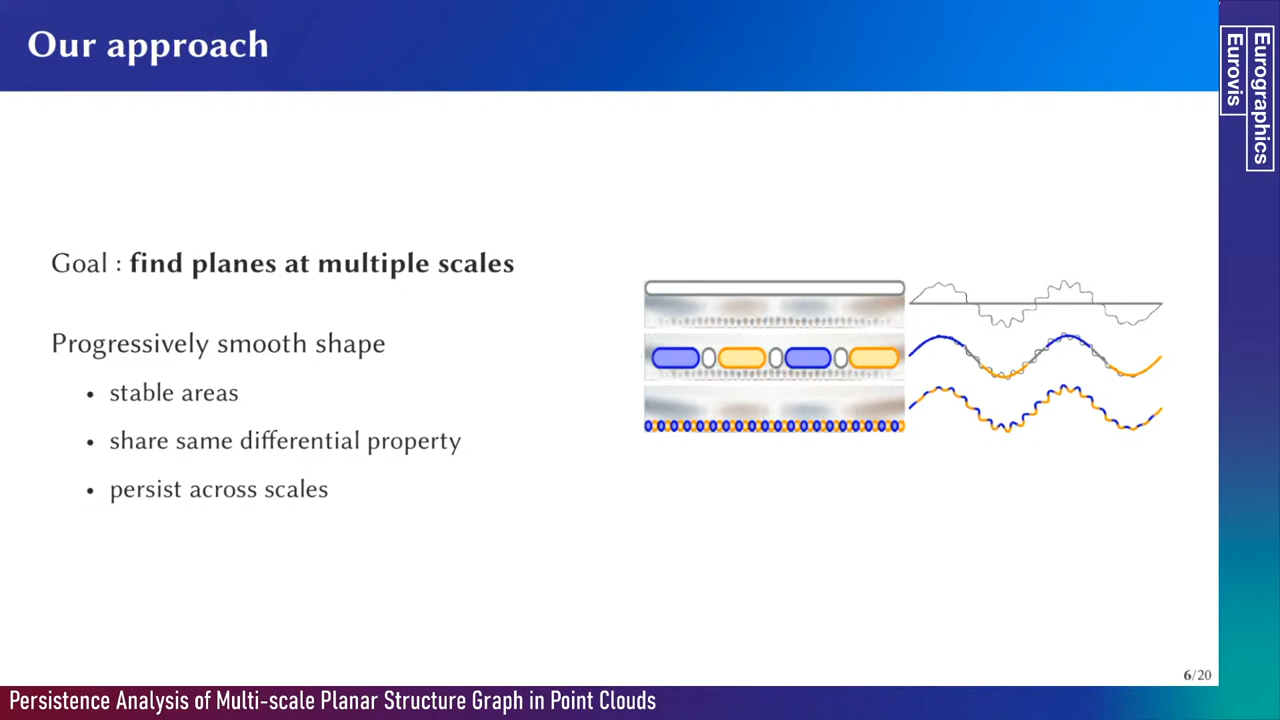 Our approach
Eurographics
Eurovis
Goal : find planes at multiple scales
Progressively smooth shape
• stable areas
• share same differential property
• persist across scales
6/20
Persistence Analysis of Multi-scale Planar Structure Graph in Point Clouds